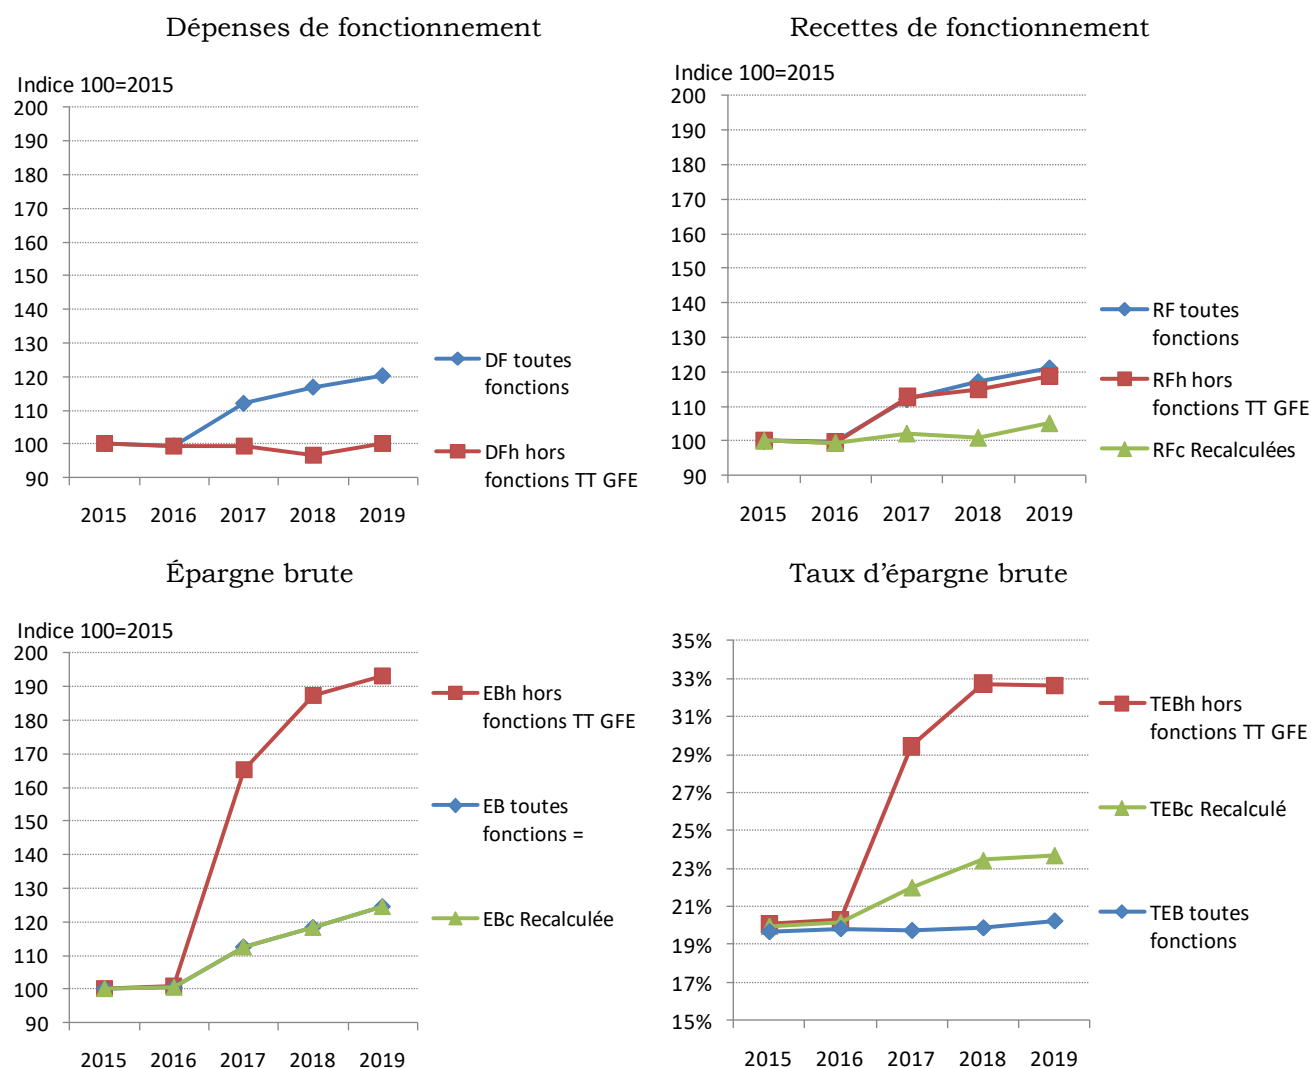 Dépenses de fonctionnement
Indice 100=2015
200
190
180
170
160
150
140
130
120
110
100
90
2015 2016 2017 2018 2019
DF toutes
fonctions
DFh hors
fonctions TT GFE
Recettes de fonctionnement
Indice 100=2015
200
190
180
170
160
150
140
130
120
110
100
90
2015 2016 2017 2018 2019
RF toutes
fonctions
RFh hors
fonctions TT GFE
RFc Recalculées
Épargne brute
Indice 100=2015
200
190
180
170
160
150
140
130
120
110
100
90
2015 2016 2017 2018 2019
EBh hors
fonctions TT GFE
EB toutes
fonctions =
EBc Recalculée
Taux d’épargne brute
35%
33%
31%
29%
27%
25%
23%
21%
19%
17%
15%
2015 2016 2017 2018 2019
TEBh hors
fonctions TT GFE
TEBc Recalculé
TEB toutes
fonctions